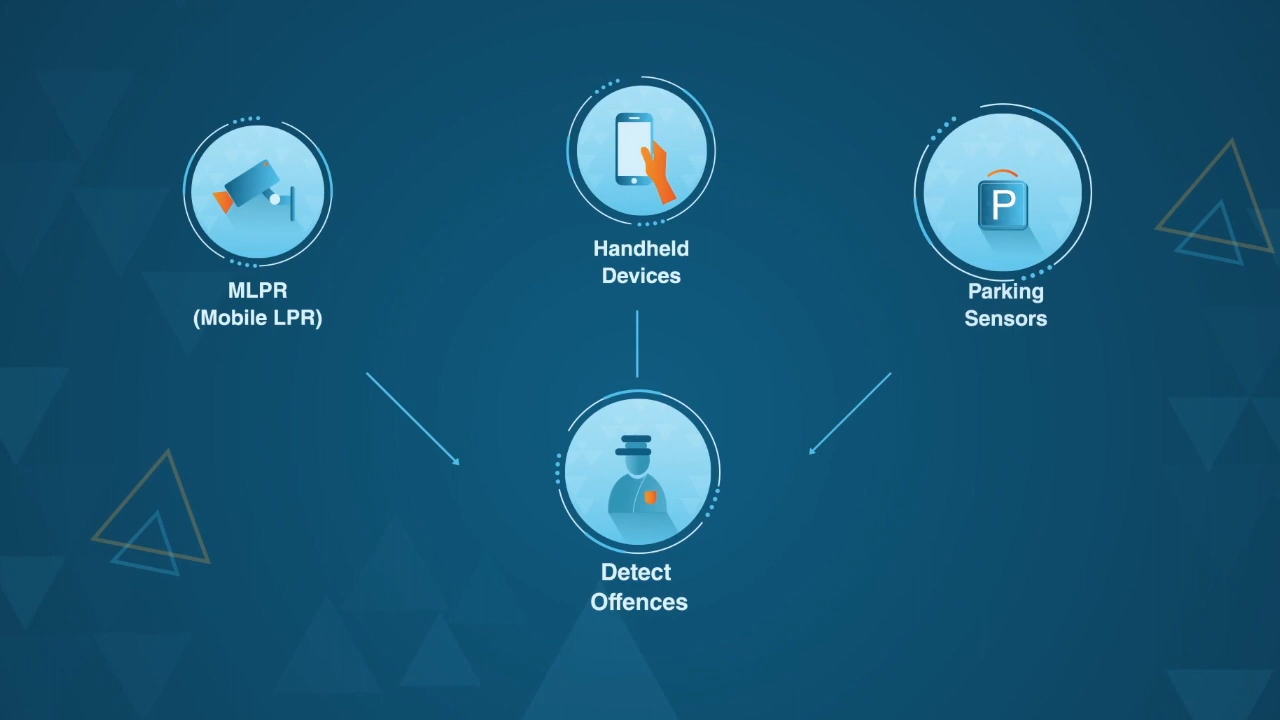 MLPR
(Mobile LPR)
Handheld
Devices
P
Parking
Sensors
Detect
Offences